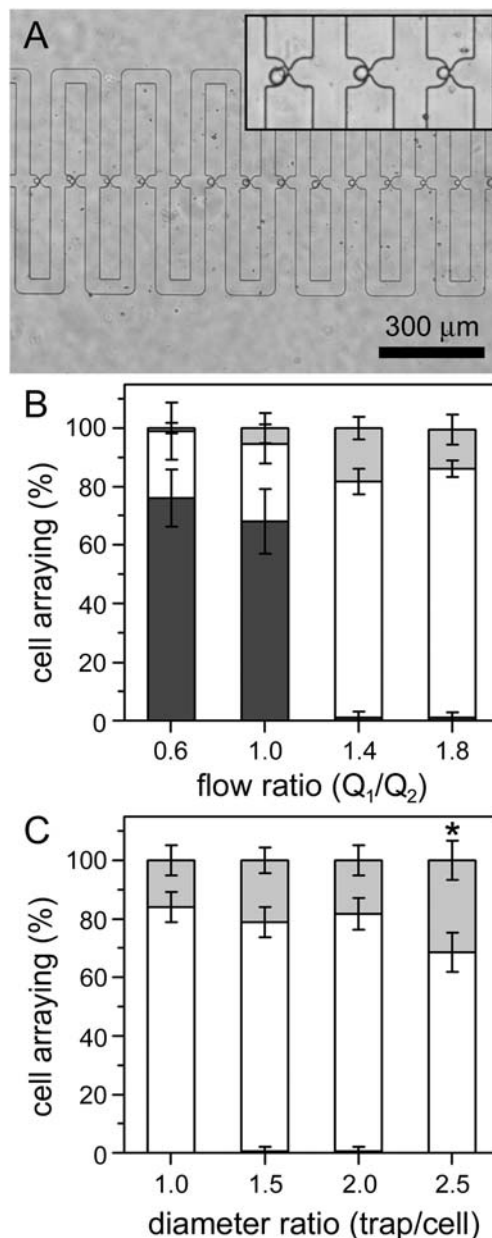 A
300 μm
B
100
80
60
40
20
0
cell arraying (%)
0.6 1.0 1.4 1.8
flow ratio (Q₁/Q₂)
C
*
100
80
60
40
20
0
cell arraying (%)
1.0 1.5 2.0 2.5
diameter ratio (trap/cell)